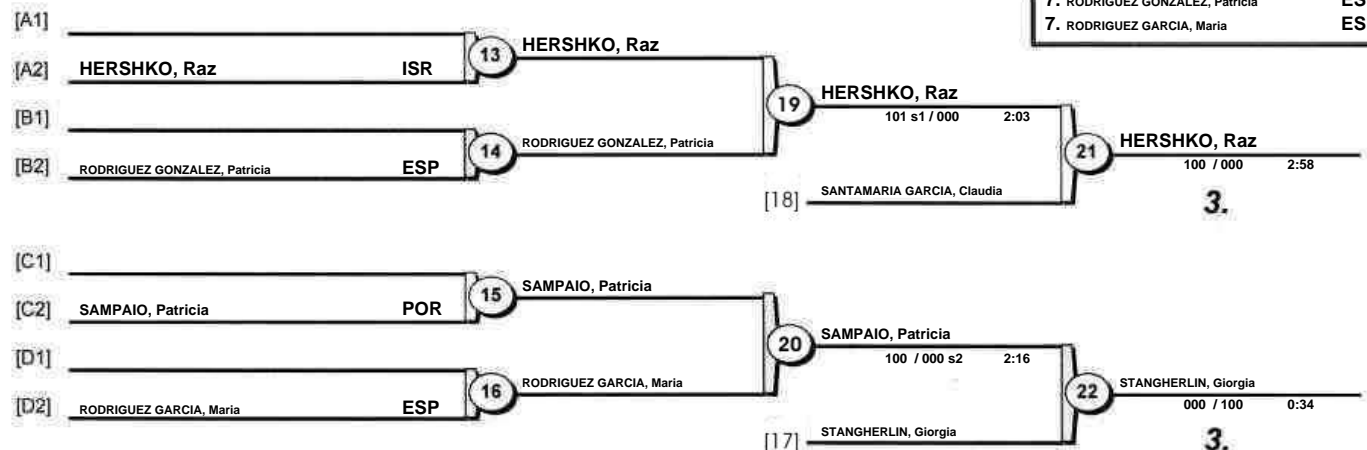 7. RODRIGUEZ GONZALEZ, Patricia ES
7. RODRIGUEZ GARCIA, Maria ES
[A1]
[A2] HERSHKO, Raz ISR
13 HERSHKO, Raz
[B1]
[B2] RODRIGUEZ GONZALEZ, Patricia ESP
14 RODRIGUEZ GONZALEZ, Patricia
19 HERSHKO, Raz
101 s1 / 000 2:03
[18] SANTAMARIA GARCIA, Claudia
21 HERSHKO, Raz
100 / 000 2:58
3.
[C1]
[C2] SAMPAIO, Patricia POR
15 SAMPAIO, Patricia
[D1]
[D2] RODRIGUEZ GARCIA, Maria ESP
16 RODRIGUEZ GARCIA, Maria
20 SAMPAIO, Patricia
100 / 000 s2 2:16
[17] STANGHERLIN, Giorgia
22 STANGHERLIN, Giorgia
000 / 100 0:34
3.